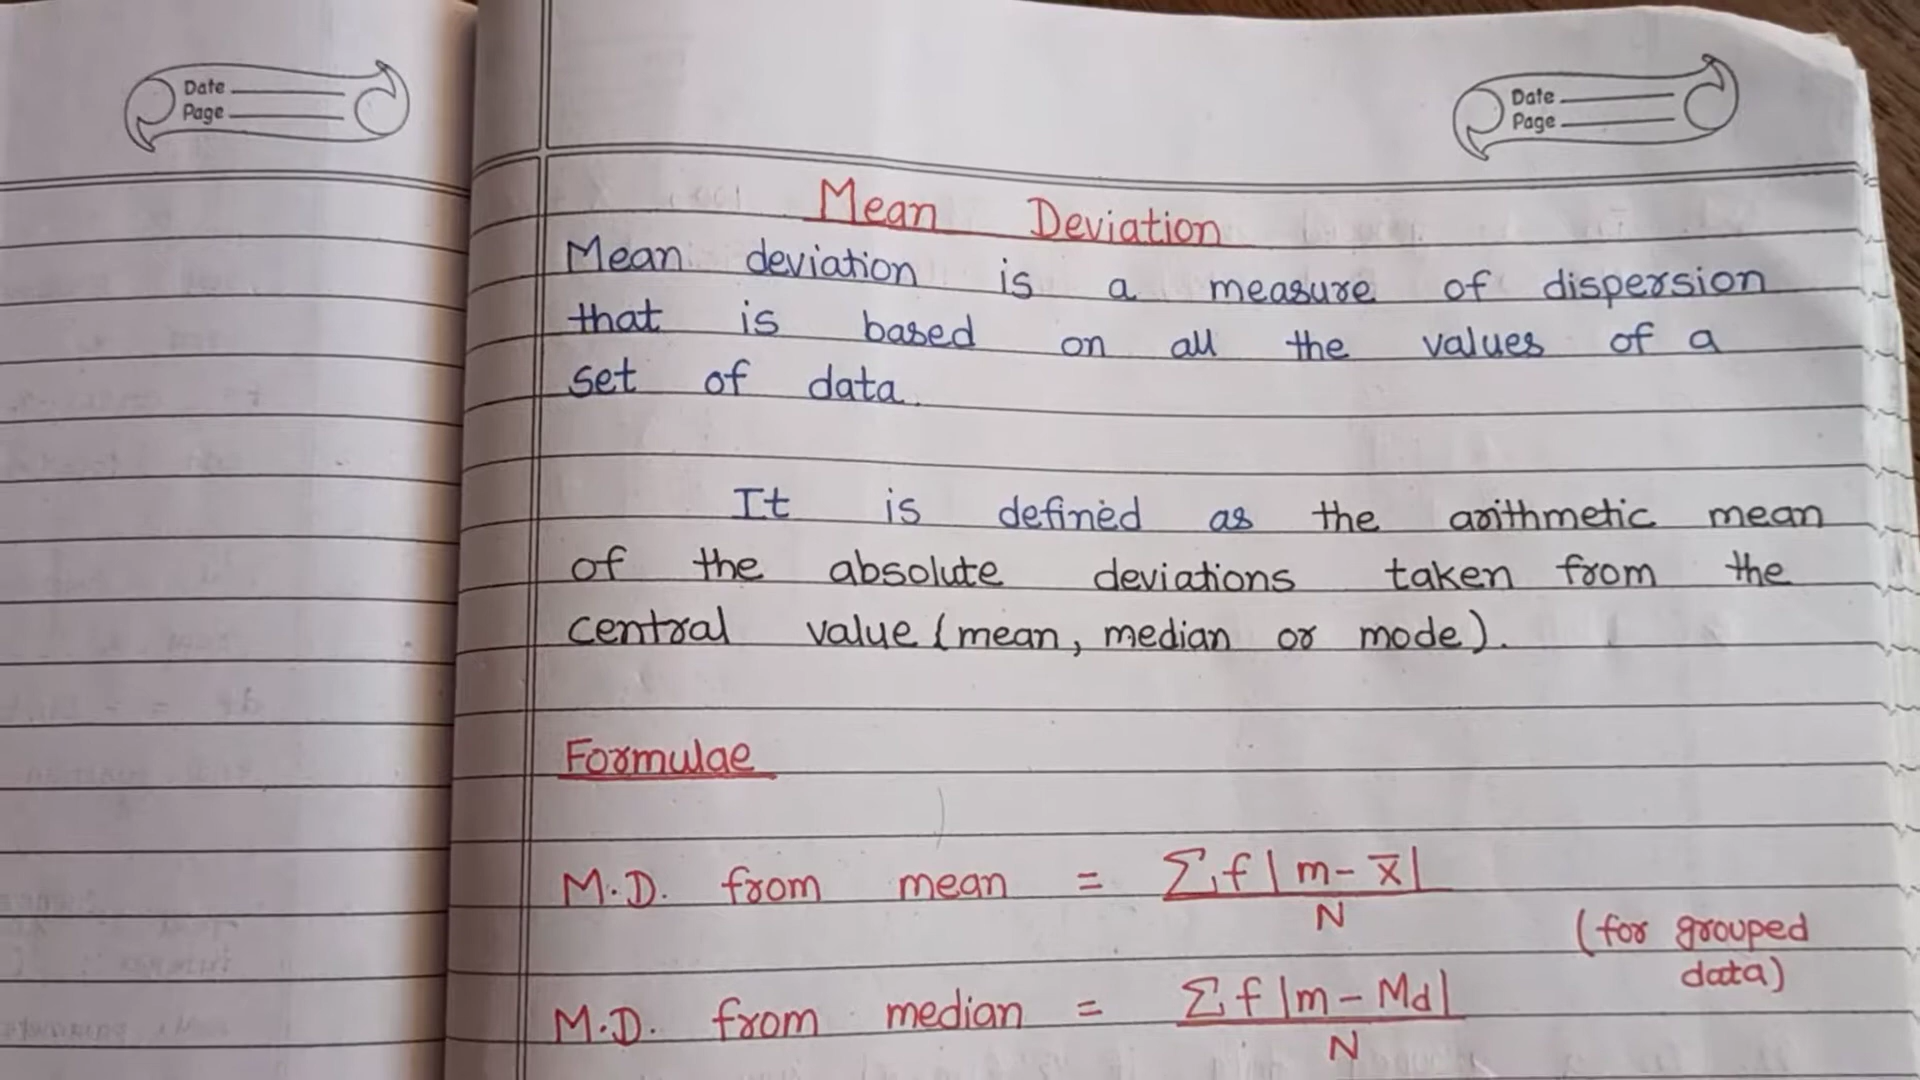 Date
Page
Date
Page
Mean Deviation
Mean deviation is a measure of dispersion
that is based on all the values of a
set of data.
It is defined as the arithmetic mean
of the absolute deviations taken from the
central value (mean, median or mode).
Formulae
M.D. from mean = ∑f|m-x̅|
N
(for grouped
data)
M.D. from median = ∑f|m-Md|
N